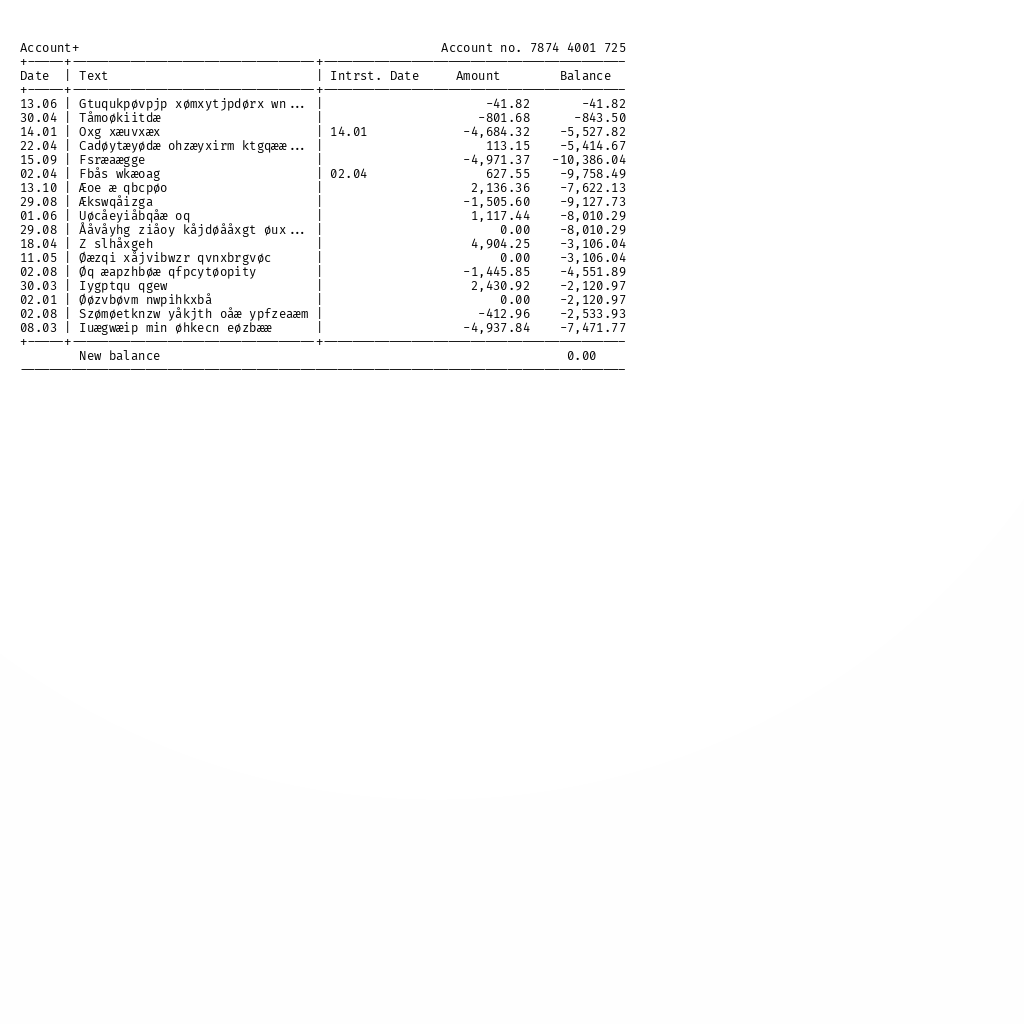 Account+ Account no. 7874 4001 725
Date | Text | Intrst. Date Amount Balance
13.06 | Gtuqukpøvpjp xømxytjpdørx wn... | -41.82 -41.82
30.04 | Tåmoøkiitdæ | -801.68 -843.50
14.01 | Oxg xæuvxæx | 14.01 -4,684.32 -5,527.82
22.04 | Cadøytæyødæ ohzæyxirm ktgqææ... | 113.15 -5,414.67
15.09 | Fsræaægge | -4,971.37 -10,386.04
02.04 | Fbås wkæoag | 02.04 627.55 -9,758.49
13.10 | Æoe æ qbcpøo | 2,136.36 -7,622.13
29.08 | Ækswqåizga | -1,505.60 -9,127.73
01.06 | Uøcåeyiåbqåæ oq | 1,117.44 -8,010.29
29.08 | Ååvåyhg ziåoy kåjdøååxgt øux... | 0.00 -8,010.29
18.04 | Z slhåxgeh | 4,904.25 -3,106.04
11.05 | Øæzqi xåjvibwzr qvnxbrgvøc | 0.00 -3,106.04
02.08 | Øq æapzhbøæ qfpcytøopity | -1,445.85 -4,551.89
30.03 | Iygptqu qgew | 2,430.92 -2,120.97
02.01 | Øøzvbøvm nwpihkxbå | 0.00 -2,120.97
02.08 | Szømøetknzw yåkjth oåæ ypfzeaæm | -412.96 -2,533.93
08.03 | Iuægwæip min øhkecn eøzbææ | -4,937.84 -7,471.77
New balance 0.00